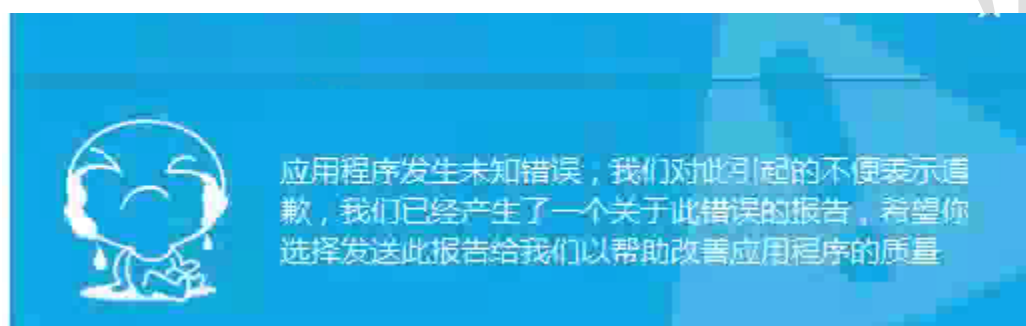 应用程序发生未知错误，我们对此引起的不便表示道
歉，我们已经产生了一个关于此错误的报告，希望你
选择发送此报告给我们以帮助改善应用程序的质量